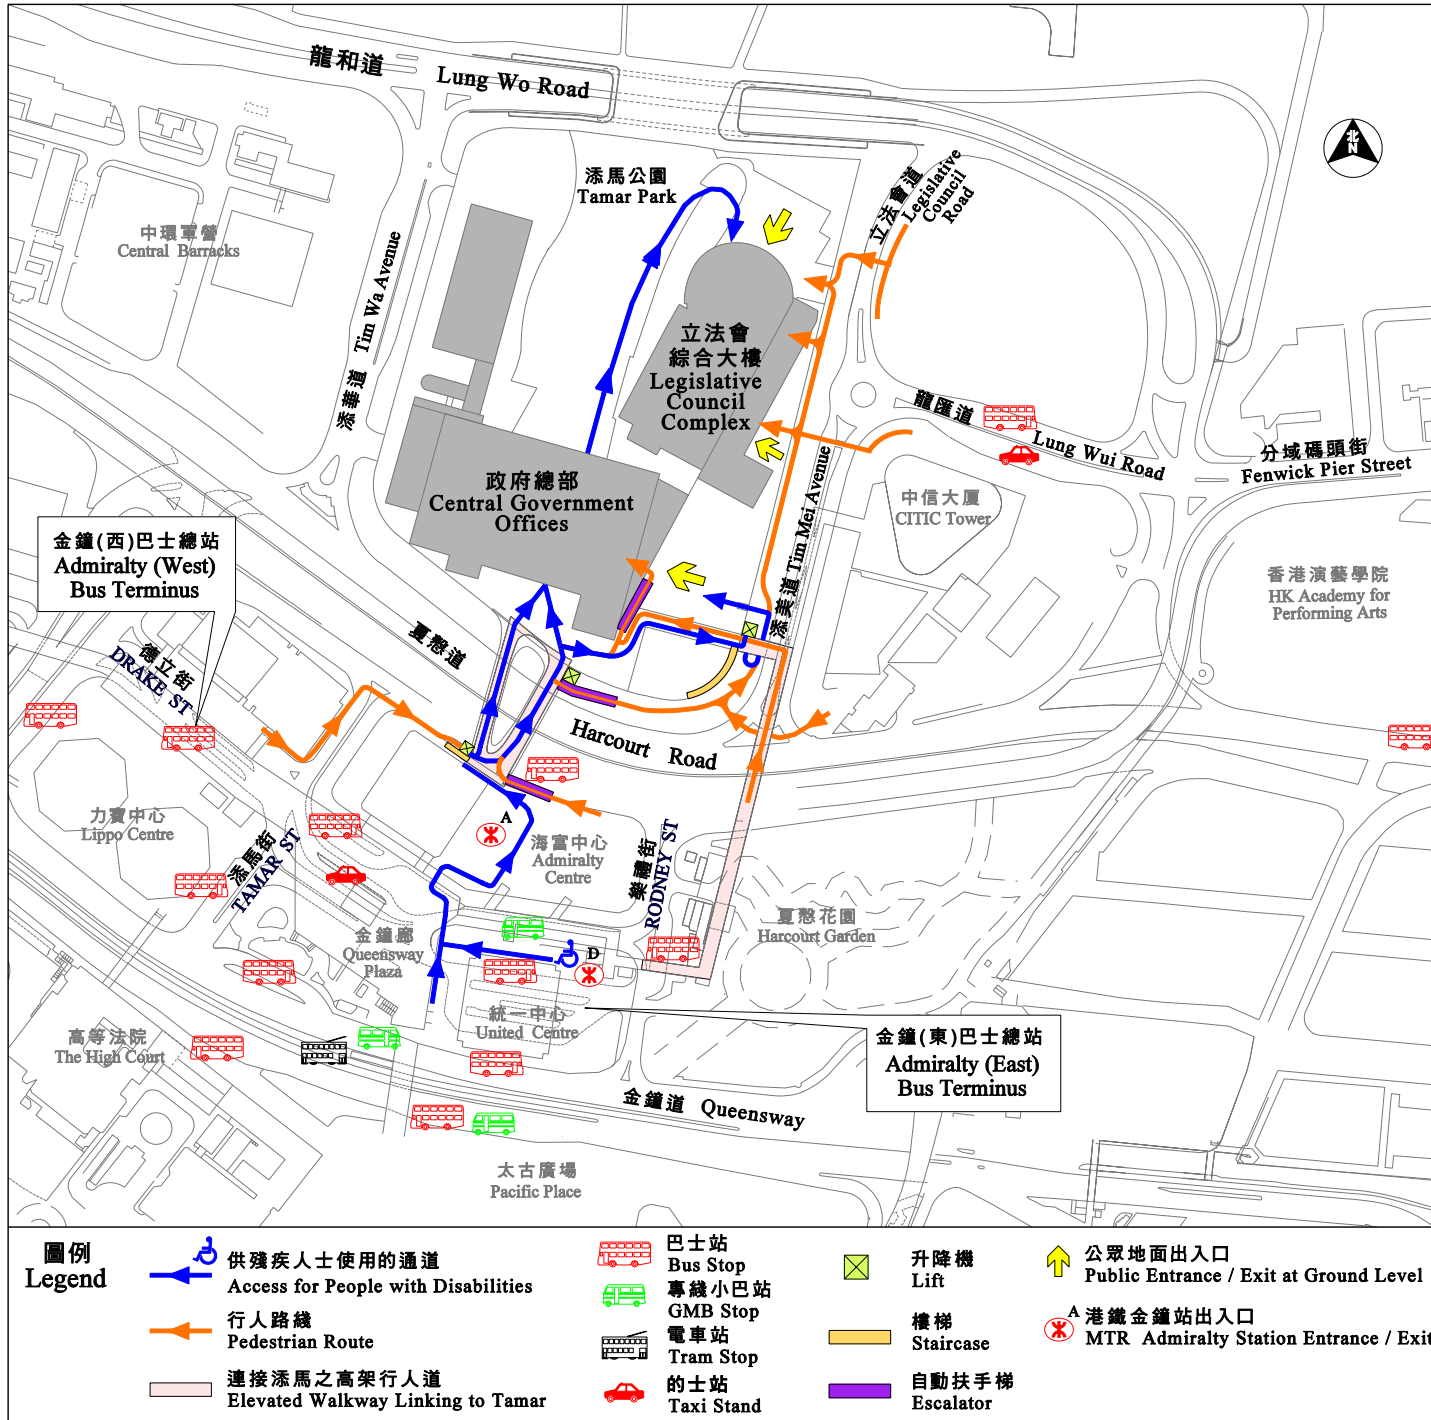 龍和道
Lung Wo Road
北
N
添馬公園
Tamar Park
立法會道
Legislative
Council
Road
中環軍營
Central Barracks
添華道 Tim Wa Avenue
立法會
綜合大樓
Legislative
Council
Complex
龍匯道
Lung Wui Road
分域碼頭街
Fenwick Pier Street
政府總部
Central Government
Offices
中信大厦
CITIC Tower
添美道 Tim Mei Avenue
金鐘(西)巴士總站
Admiralty (West)
Bus Terminus
香港演藝學院
HK Academy for
Performing Arts
德立街
DRAKE ST
夏慤道
Harcourt Road
力寶中心
Lippo Centre
A
海富中心
Admiralty
Centre
添馬街
TAMAR ST
樂禮街
RODNEY ST
金鐘廊
Queensway
Plaza
D
夏慤花園
Harcourt Garden
統一中心
United Centre
高等法院
The High Court
金鐘(東)巴士總站
Admiralty (East)
Bus Terminus
金鐘道 Queensway
太古廣場
Pacific Place
圖例
Legend
供殘疾人士使用的通道
Access for People with Disabilities
行人路綫
Pedestrian Route
連接添馬之高架行人道
Elevated Walkway Linking to Tamar
巴士站
Bus Stop
專綫小巴站
GMB Stop
電車站
Tram Stop
的士站
Taxi Stand
升降機
Lift
樓梯
Staircase
自動扶手梯
Escalator
公眾地面出入口
Public Entrance / Exit at Ground Level
A
港鐵金鐘站出入口
MTR Admiralty Station Entrance / Exit